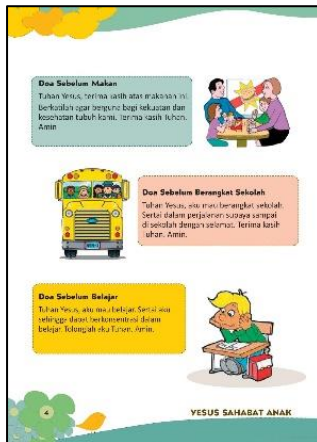 Doa Sebelum Makan
Tuhan Yesus, terima kasih atas makanan ini.
Berkatilah agar berguna bagi kekuatan dan
kesehatan tubuh kami. Terima kasih Tuhan.
Amin
Doa Sebelum Berangkat Sekolah
Tuhan Yesus, aku mau berangkat sekolah.
Sertai dalam perjalanan supaya sampai
di sekolah dengan selamat. Terima kasih
Tuhan. Amin.
Doa Sebelum Belajar
Tuhan Yesus, aku mau belajar. Sertai aku
sehingga dapat berkonsentrasi dalam
belajar. Tolonglah aku Tuhan. Amin.
4
YESUS SAHABAT ANAK